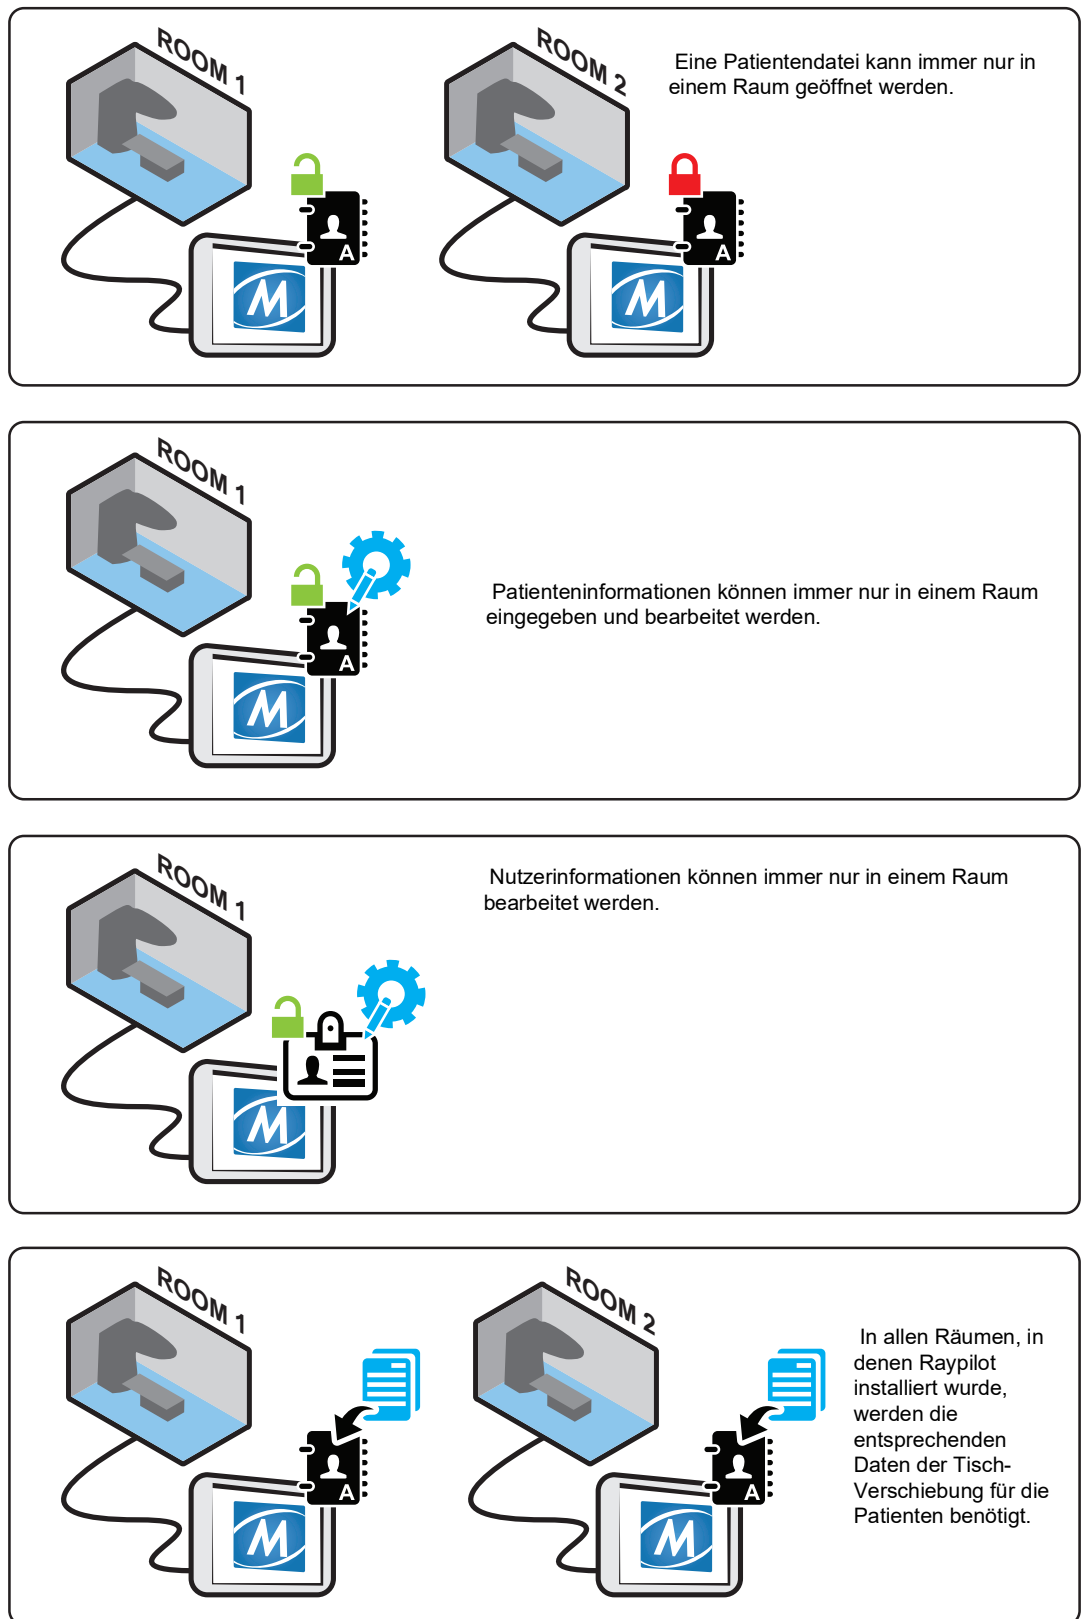 ROOM 1
ROOM 2
Eine Patientendatei kann immer nur in
einem Raum geöffnet werden.
A
A
M
M
ROOM 1
Patienteninformationen können immer nur in einem Raum
eingegeben und bearbeitet werden.
A
M
ROOM 1
Nutzerinformationen können immer nur in einem Raum
bearbeitet werden.
M
ROOM 1
ROOM 2
In allen Räumen, in
denen Raypilot
installiert wurde,
werden die
entsprechenden
Daten der Tisch-
Verschiebung für die
Patienten benötigt.
A
A
M
M